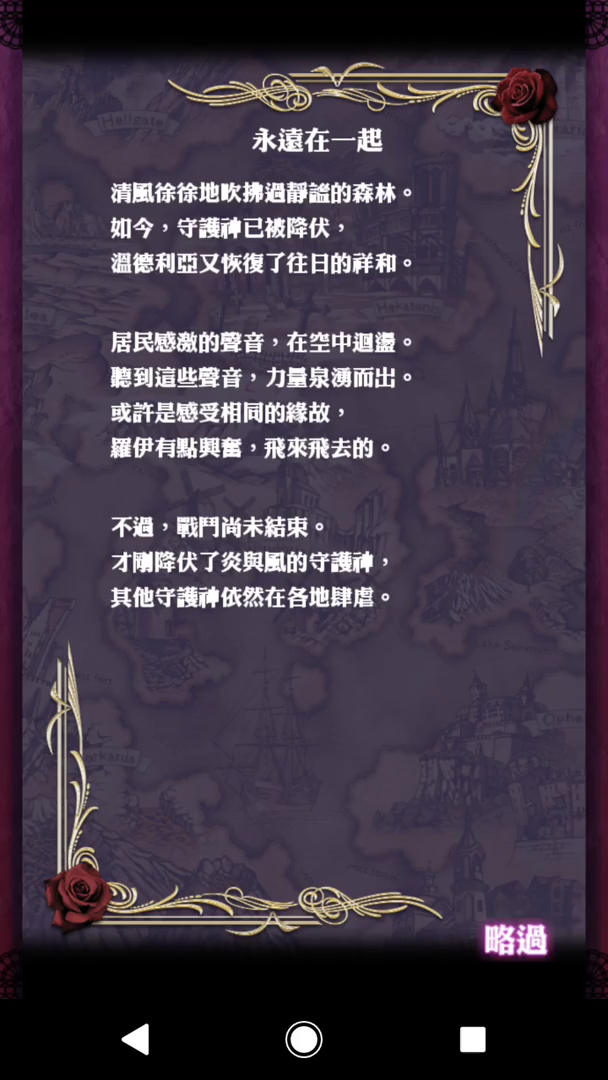 Hellgate
永遠在一起
清風徐徐地吹拂過靜謐的森林。
如今，守護神已被降伏，
溫德利亞又恢復了往日的祥和。
Hekatonis
居民感激的聲音，在空中迴盪。
聽到這些聲音，力量泉湧而出。
或許是感受相同的緣故，
羅伊有點興奮，飛來飛去的。
不過，戰鬥尚未結束。
才剛降伏了炎與風的守護神，
其他守護神依然在各地肆虐。
略過